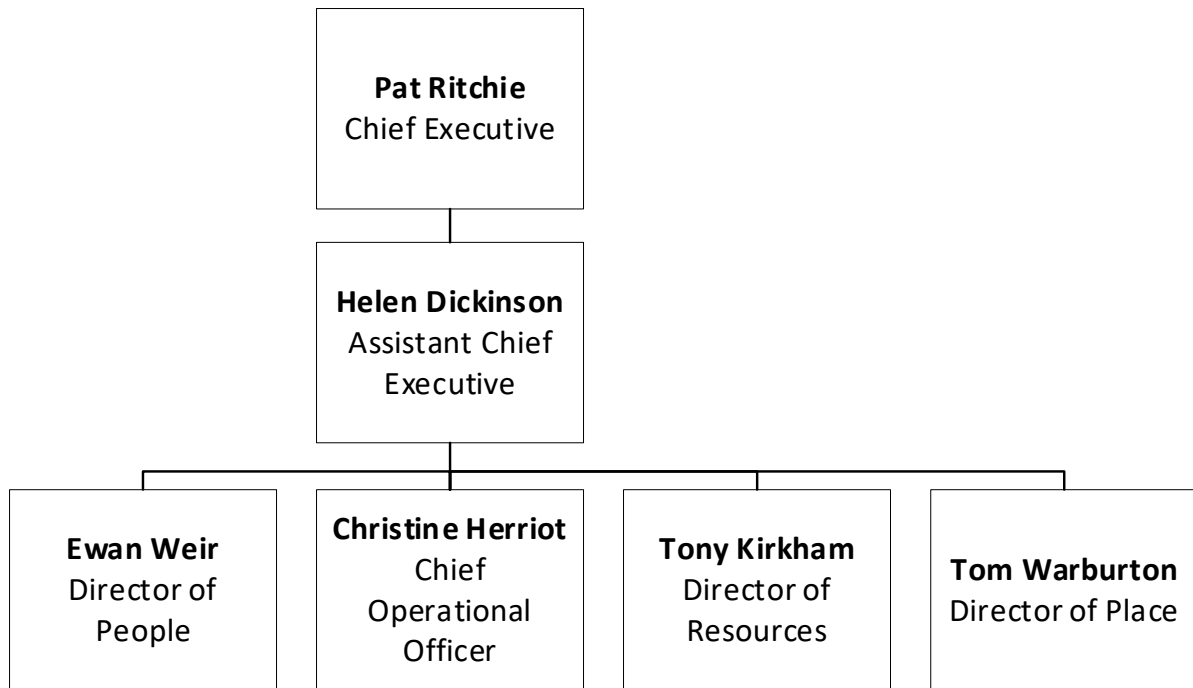 Pat Ritchie
Chief Executive
Helen Dickinson
Assistant Chief
Executive
Ewan Weir
Director of
People
Christine Herriot
Chief
Operational
Officer
Tony Kirkham
Director of
Resources
Tom Warburton
Director of Place